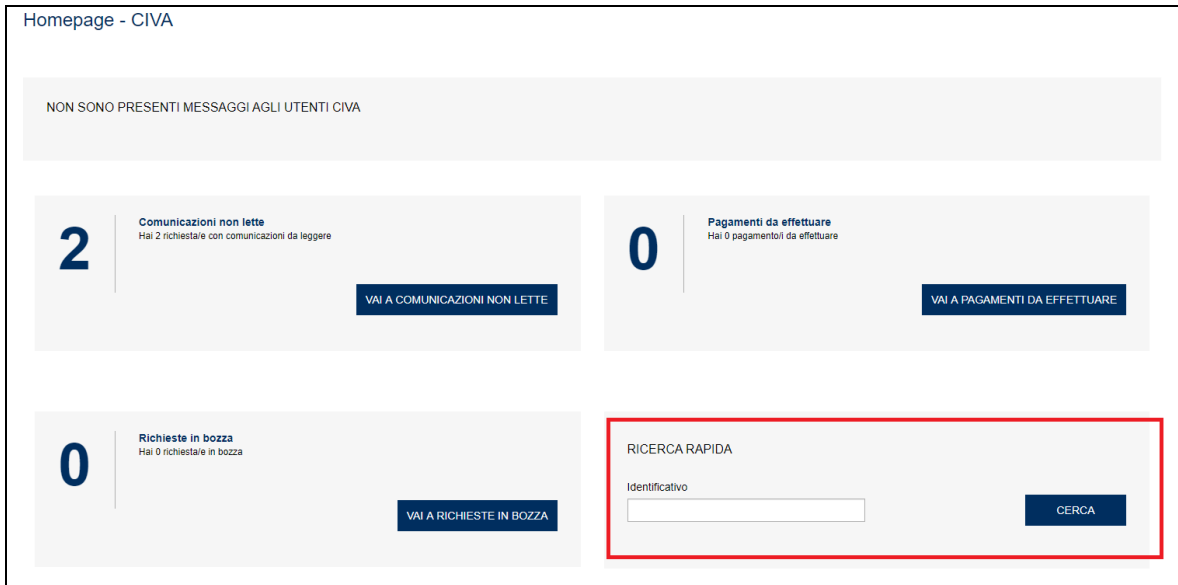 Homepage - CIVA
NON SONO PRESENTI MESSAGGI AGLI UTENTI CIVA
2
Comunicazioni non lette
Hai 2 richiesta/e con comunicazioni da leggere
VAI A COMUNICAZIONI NON LETTE
0
Pagamenti da effettuare
Hai 0 pagamento/i da effettuare
VAI A PAGAMENTI DA EFFETTUARE
0
Richieste in bozza
Hai 0 richiesta/e in bozza
VAI A RICHIESTE IN BOZZA
RICERCA RAPIDA
Identificativo
CERCA